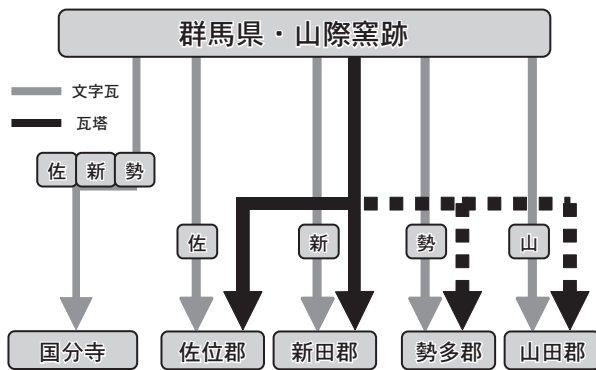 群馬県・山際窯跡
文字瓦
瓦塔
佐 新 勢
佐 新 勢 山
国分寺 佐位郡 新田郡 勢多郡 山田郡